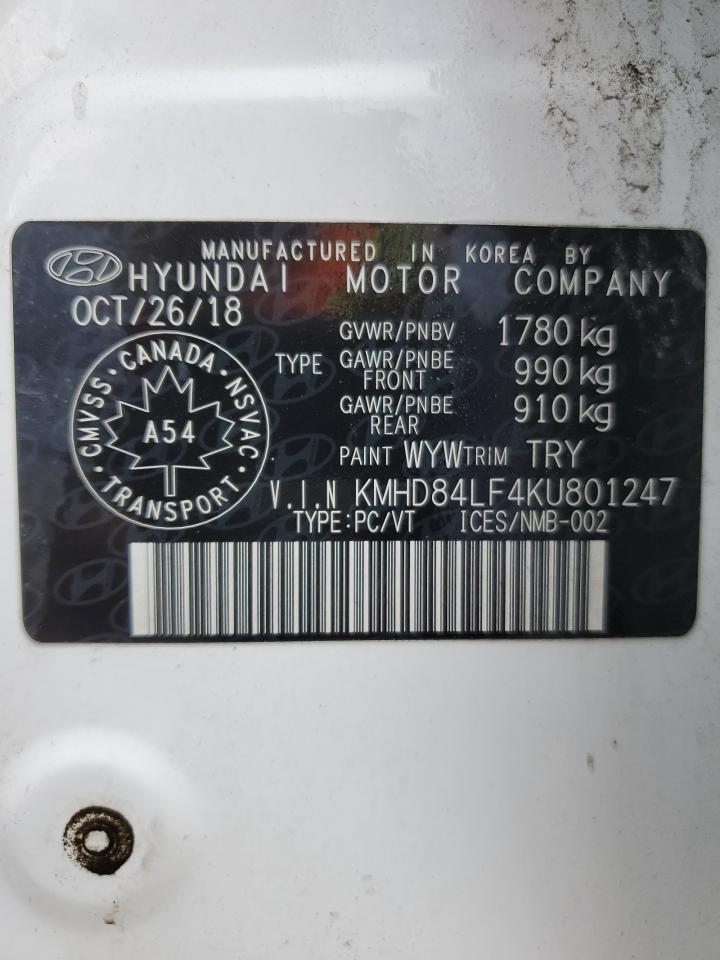 MANUFACTURED IN KOREA BY
HYUNDAI MOTOR COMPANY
OCT/26/18
GVWR/PNBV 1780 kg
TYPE GAWR/PNBE FRONT 990 kg
GAWR/PNBE REAR 910 kg
PAINT WYW TRIM TRY
CMVSS · CANADA · NSVAC · TRANSPORT ·
A54
V.I.N KMHD84LF4KU801247
TYPE:PC/VT ICES/NMB-002